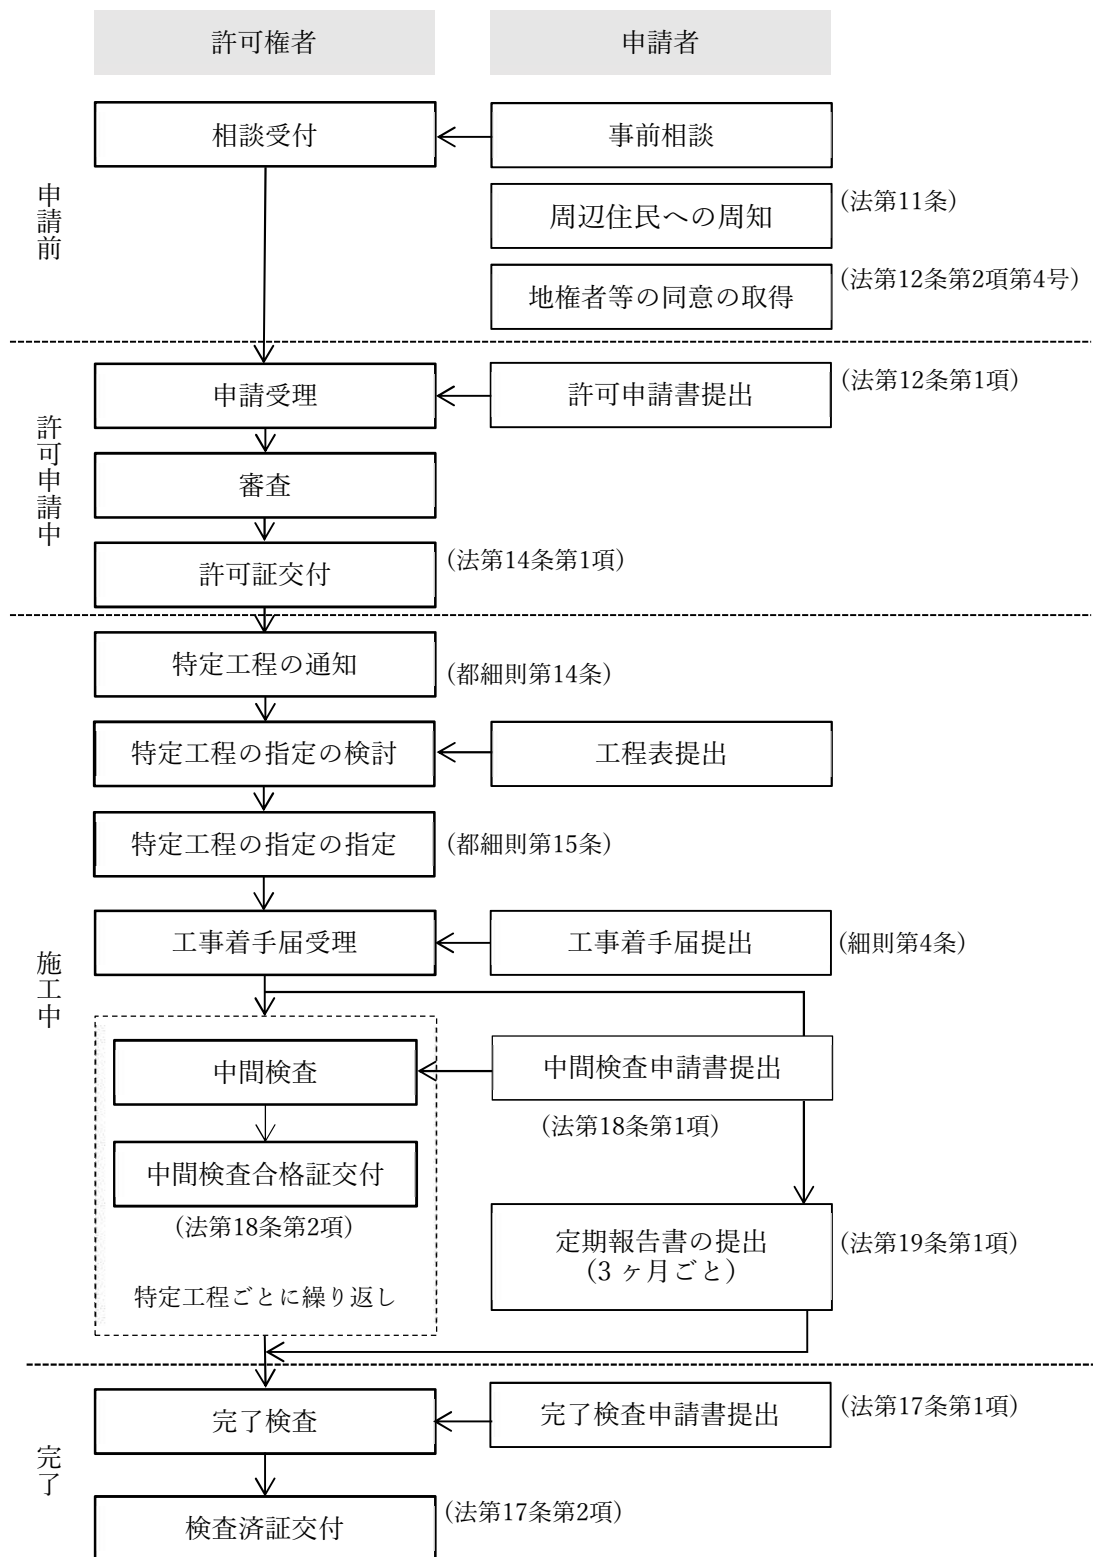 許可権者
申請者
申請前
相談受付
事前相談
周辺住民への周知
(法第11条)
地権者等の同意の取得
(法第12条第2項第4号)
許可申請中
申請受理
許可申請書提出
(法第12条第1項)
審査
許可証交付
(法第14条第1項)
施工中
特定工程の通知
(都細則第14条)
特定工程の指定の検討
工程表提出
特定工程の指定の指定
(都細則第15条)
工事着手届受理
工事着手届提出
(細則第4条)
中間検査
中間検査申請書提出
(法第18条第1項)
中間検査合格証交付
(法第18条第2項)
特定工程ごとに繰り返し
定期報告書の提出
(3 ヶ月ごと)
(法第19条第1項)
完了
完了検査
完了検査申請書提出
(法第17条第1項)
検査済証交付
(法第17条第2項)